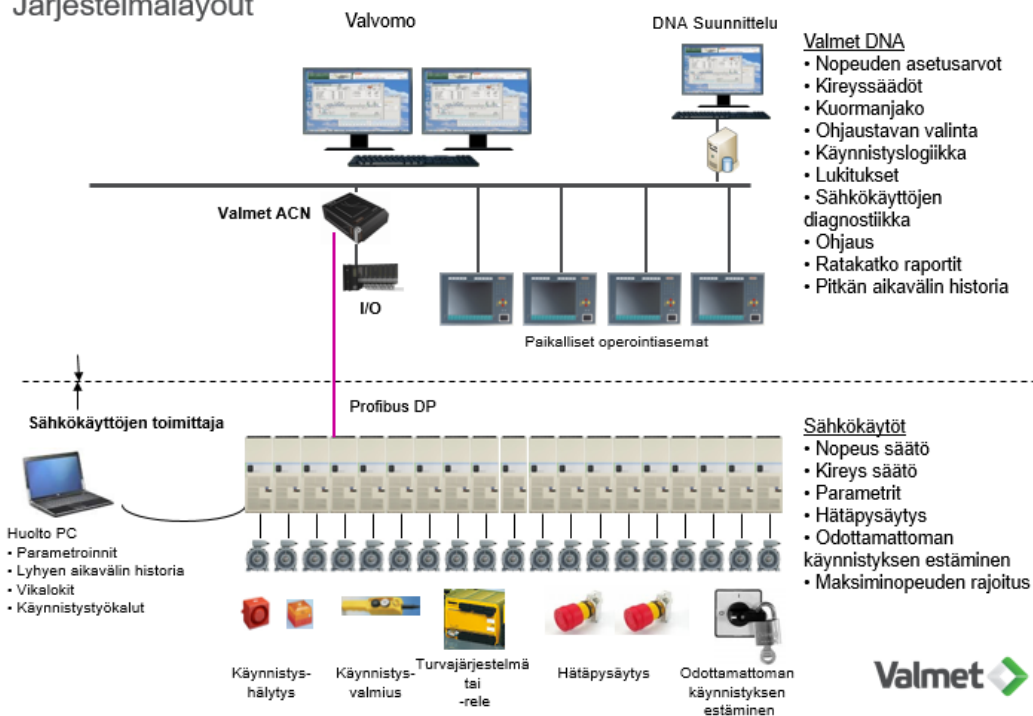 Järjestelmälayout
Valvomo
DNA Suunnittelu
Valmet DNA
• Nopeuden asetusarvot
• Kireyssäädöt
• Kuormanjako
• Ohjaustavan valinta
• Käynnistyslogiikka
• Lukitukset
• Sähkökäyttöjen
diagnostiikka
• Ohjaus
• Ratakatko raportit
• Pitkän aikavälin historia
Valmet ACN
I/O
Paikalliset operointiasemat
Profibus DP
Sähkökäyttöjen toimittaja
Huolto PC
• Parametroinnit
• Lyhyen aikavälin historia
• Vikalokit
• Käynnistystyökalut
Sähkökäytöt
• Nopeus säätö
• Kireys säätö
• Parametrit
• Hätäpysäytys
• Odottamattoman
käynnistyksen estäminen
• Maksiminopeuden rajoitus
Käynnistys-
hälytys
Käynnistys-
valmius
Turvajärjestelmä
tai
-rele
Hätäpysäytys
Odottamattoman
käynnistyksen
estäminen
Valmet